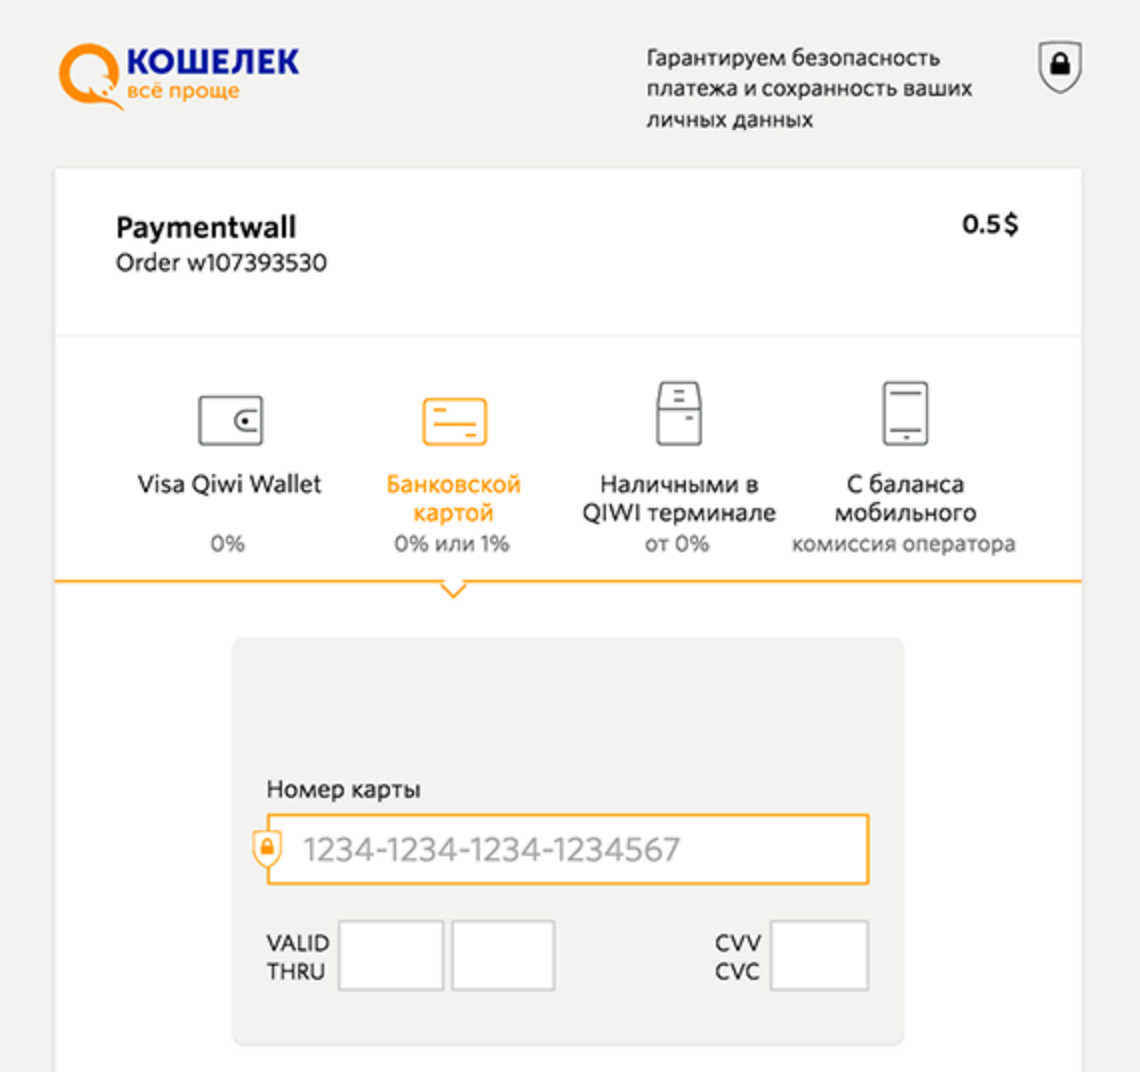 КОШЕЛЕК
всё проще
Гарантируем безопасность
платежа и сохранность ваших
личных данных
Paymentwall
0.5$
Order w107393530
Visa Qiwi Wallet
0%
Банковской
картой
0% или 1%
Наличными в
QIWI терминале
от 0%
С баланса
мобильного
комиссия оператора
Номер карты
1234-1234-1234-1234567
VALID
THRU
CVV
CVC